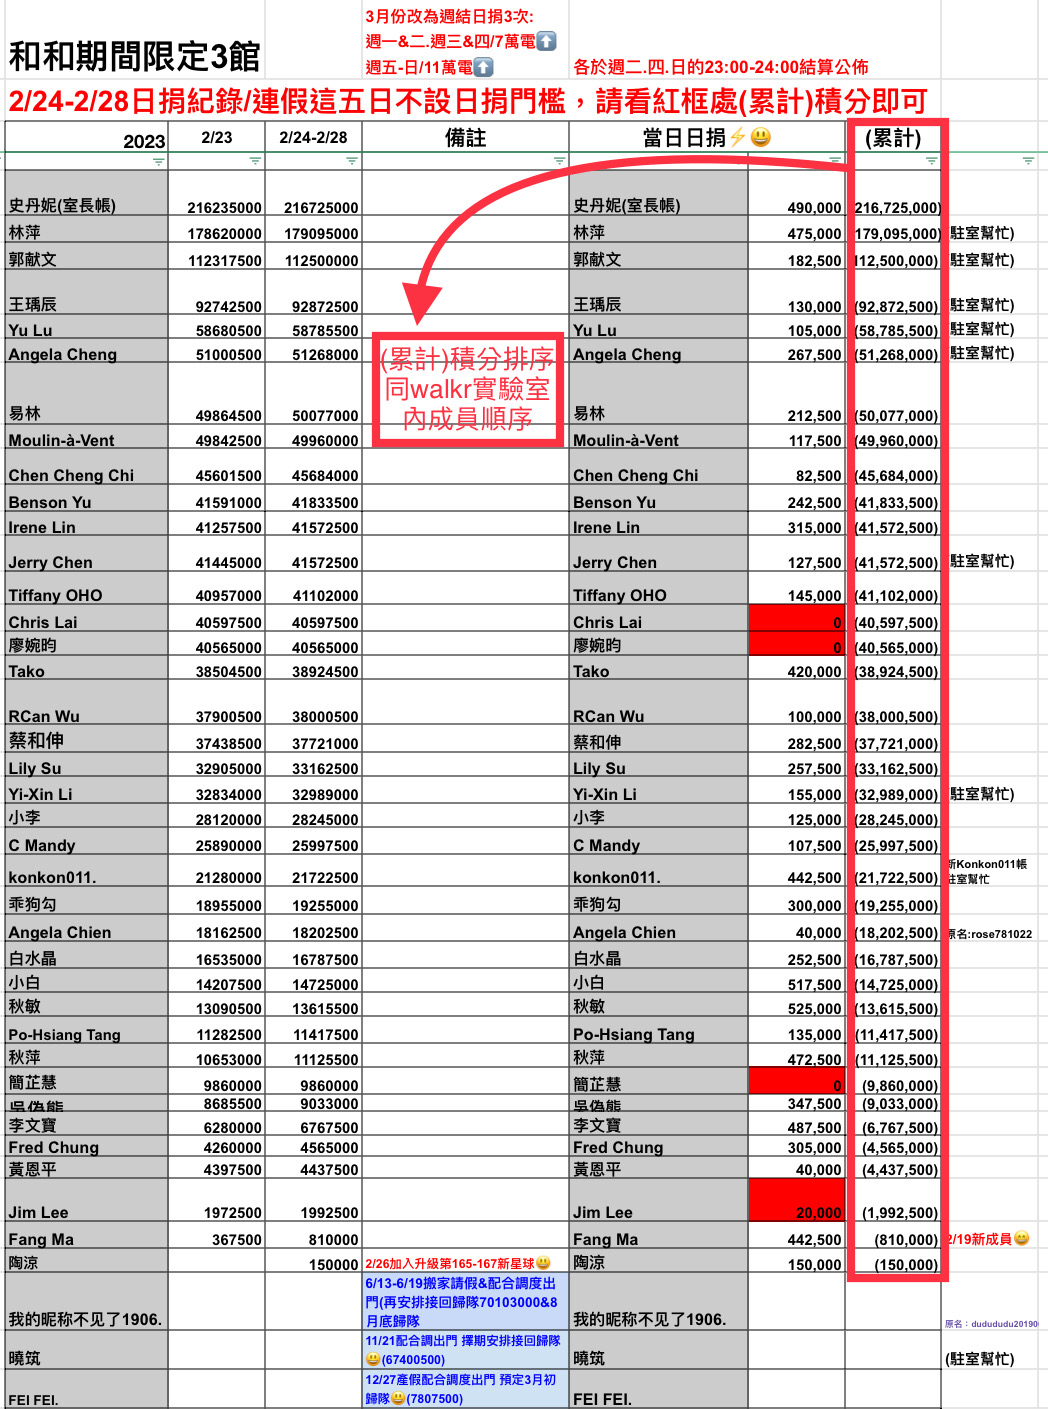 3月份改為週結日捐3次:
週一&二.週三&四/7萬電⬆️
週五-日/11萬電⬆️
和和期間限定3館
各於週二.四.日的23:00-24:00結算公佈
2/24-2/28日捐紀錄/連假這五日不設日捐門檻，請看紅框處(累計)積分即可
2023 2/23 2/24-2/28 備註 當日日捐⚡😃 (累計)
史丹妮(室長帳) 216235000 216725000 史丹妮(室長帳) 490,000 216,725,000)
林萍 178620000 179095000 林萍 475,000 179,095,000) 駐室幫忙)
郭献文 112317500 112500000 郭献文 182,500 112,500,000) 駐室幫忙)
王瑀辰 92742500 92872500 王瑀辰 130,000 (92,872,500) 駐室幫忙)
Yu Lu 58680500 58785500 Yu Lu 105,000 (58,785,500) 駐室幫忙)
Angela Cheng 51000500 51268000 Angela Cheng 267,500 (51,268,000) 駐室幫忙)
(累計)積分排序
同walkr實驗室
內成員順序
易林 49864500 50077000 易林 212,500 (50,077,000)
Moulin-à-Vent 49842500 49960000 Moulin-à-Vent 117,500 (49,960,000)
Chen Cheng Chi 45601500 45684000 Chen Cheng Chi 82,500 (45,684,000)
Benson Yu 41591000 41833500 Benson Yu 242,500 (41,833,500)
Irene Lin 41257500 41572500 Irene Lin 315,000 (41,572,500)
Jerry Chen 41445000 41572500 Jerry Chen 127,500 (41,572,500) 駐室幫忙)
Tiffany OHO 40957000 41102000 Tiffany OHO 145,000 (41,102,000)
Chris Lai 40597500 40597500 Chris Lai 0 (40,597,500)
廖婉昀 40565000 40565000 廖婉昀 0 (40,565,000)
Tako 38504500 38924500 Tako 420,000 (38,924,500)
RCan Wu 37900500 38000500 RCan Wu 100,000 (38,000,500)
蔡和伸 37438500 37721000 蔡和伸 282,500 (37,721,000)
Lily Su 32905000 33162500 Lily Su 257,500 (33,162,500)
Yi-Xin Li 32834000 32989000 Yi-Xin Li 155,000 (32,989,000) 駐室幫忙)
小李 28120000 28245000 小李 125,000 (28,245,000)
C Mandy 25890000 25997500 C Mandy 107,500 (25,997,500)
新Konkon011帳
konkon011. 21280000 21722500 konkon011. 442,500 (21,722,500) 駐室幫忙
乖狗勾 18955000 19255000 乖狗勾 300,000 (19,255,000)
Angela Chien 18162500 18202500 Angela Chien 40,000 (18,202,500) 原名:rose781022
白水晶 16535000 16787500 白水晶 252,500 (16,787,500)
小白 14207500 14725000 小白 517,500 (14,725,000)
秋敏 13090500 13615500 秋敏 525,000 (13,615,500)
Po-Hsiang Tang 11282500 11417500 Po-Hsiang Tang 135,000 (11,417,500)
秋萍 10653000 11125500 秋萍 472,500 (11,125,500)
簡芷慧 9860000 9860000 簡芷慧 0 (9,860,000)
吳偽熊 8685500 9033000 吳偽熊 347,500 (9,033,000)
李文寶 6280000 6767500 李文寶 487,500 (6,767,500)
Fred Chung 4260000 4565000 Fred Chung 305,000 (4,565,000)
黃恩平 4397500 4437500 黃恩平 40,000 (4,437,500)
Jim Lee 1972500 1992500 Jim Lee 20,000 (1,992,500)
Fang Ma 367500 810000 Fang Ma 442,500 (810,000) 2/19新成員😄
陶涼 150000 2/26加入升級第165-167新星球😀 陶涼 150,000 (150,000)
6/13-6/19搬家請假&配合調度出
門(再安排接回歸隊70103000&8
月底歸隊
我的昵称不见了1906. 我的昵称不见了1906. 原名：dudududu20190
11/21配合調出門 擇期安排接回歸隊
😃(67400500)
曉筑 曉筑 (駐室幫忙)
12/27產假配合調度出門 預定3月初
歸隊😃(7807500)
FEI FEI. FEI FEI.